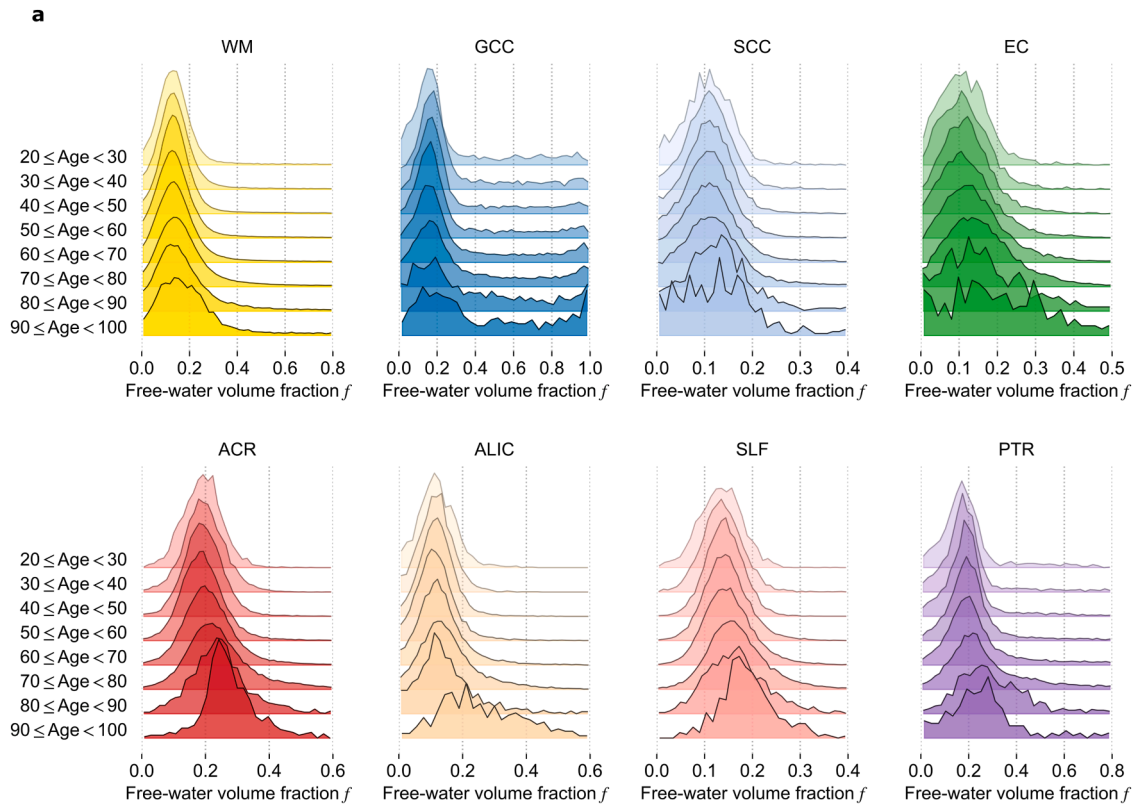 a
WM GCC SCC EC
20 ≤ Age < 30
30 ≤ Age < 40
40 ≤ Age < 50
50 ≤ Age < 60
60 ≤ Age < 70
70 ≤ Age < 80
80 ≤ Age < 90
90 ≤ Age < 100
0.0 0.2 0.4 0.6 0.8 0.0 0.2 0.4 0.6 0.8 1.0 0.0 0.1 0.2 0.3 0.4 0.0 0.1 0.2 0.3 0.4 0.5
Free-water volume fraction f Free-water volume fraction f Free-water volume fraction f Free-water volume fraction f
ACR ALIC SLF PTR
20 ≤ Age < 30
30 ≤ Age < 40
40 ≤ Age < 50
50 ≤ Age < 60
60 ≤ Age < 70
70 ≤ Age < 80
80 ≤ Age < 90
90 ≤ Age < 100
0.0 0.2 0.4 0.6 0.0 0.2 0.4 0.6 0.0 0.1 0.2 0.3 0.4 0.0 0.2 0.4 0.6 0.8
Free-water volume fraction f Free-water volume fraction f Free-water volume fraction f Free-water volume fraction f